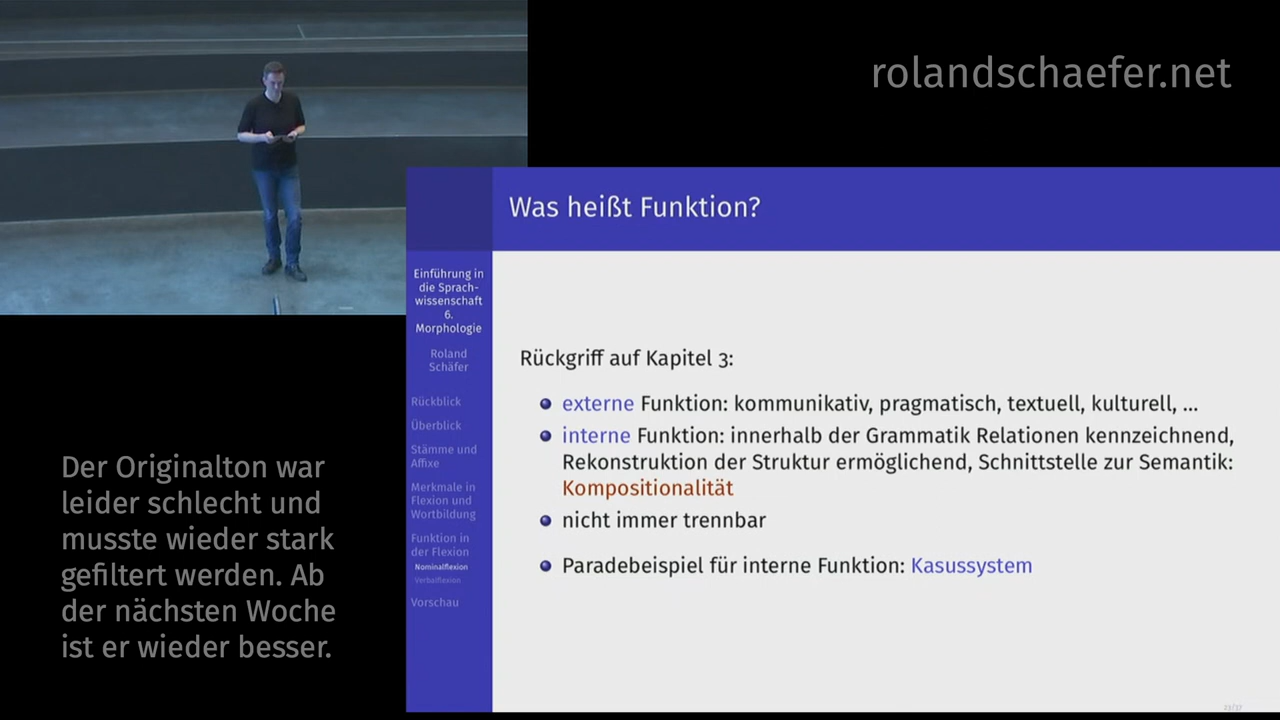 rolandschaefer.net
Was heißt Funktion?
Einführung in
die Sprach-
wissenschaft
6.
Morphologie
Roland
Schäfer
Rückblick
Überblick
Stämme und
Affixe
Merkmale in
Flexion und
Wortbildung
Funktion in
der Flexion
Nominalflexion
Verbalflexion
Vorschau
Rückgriff auf Kapitel 3:
externe Funktion: kommunikativ, pragmatisch, textuell, kulturell, ...
interne Funktion: innerhalb der Grammatik Relationen kennzeichnend,
Rekonstruktion der Struktur ermöglichend, Schnittstelle zur Semantik:
Kompositionalität
nicht immer trennbar
Paradebeispiel für interne Funktion: Kasussystem
Der Originalton war
leider schlecht und
musste wieder stark
gefiltert werden. Ab
der nächsten Woche
ist er wieder besser.